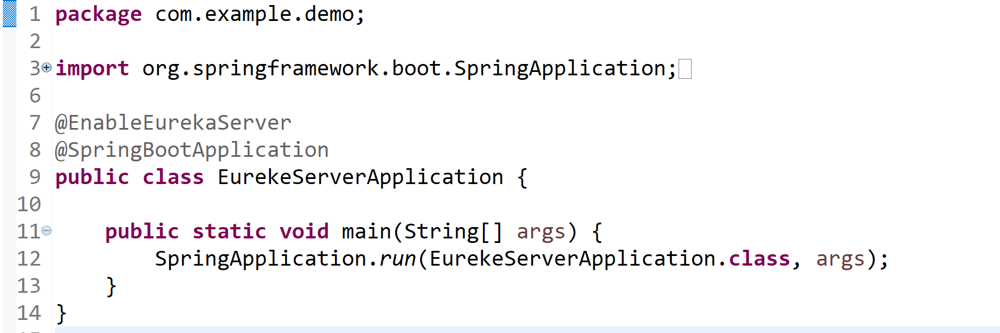 1 package com.example.demo;
2
3 import org.springframework.boot.SpringApplication;
6
7 @EnableEurekaServer
8 @SpringBootApplication
9 public class EurekeServerApplication {
10
11 public static void main(String[] args) {
12 SpringApplication.run(EurekeServerApplication.class, args);
13 }
14 }